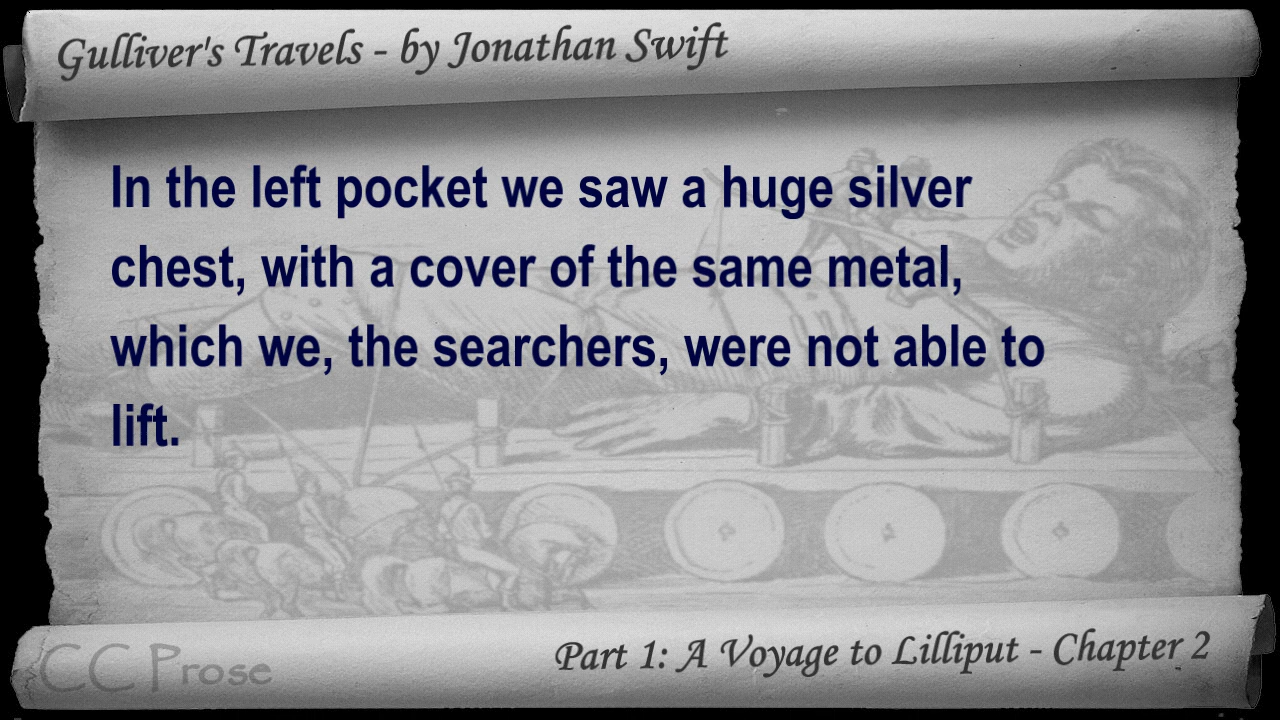 Gulliver's Travels - by Jonathan Swift
In the left pocket we saw a huge silver
chest, with a cover of the same metal,
which we, the searchers, were not able to
lift.
CC Prose
Part 1: A Voyage to Lilliput - Chapter 2